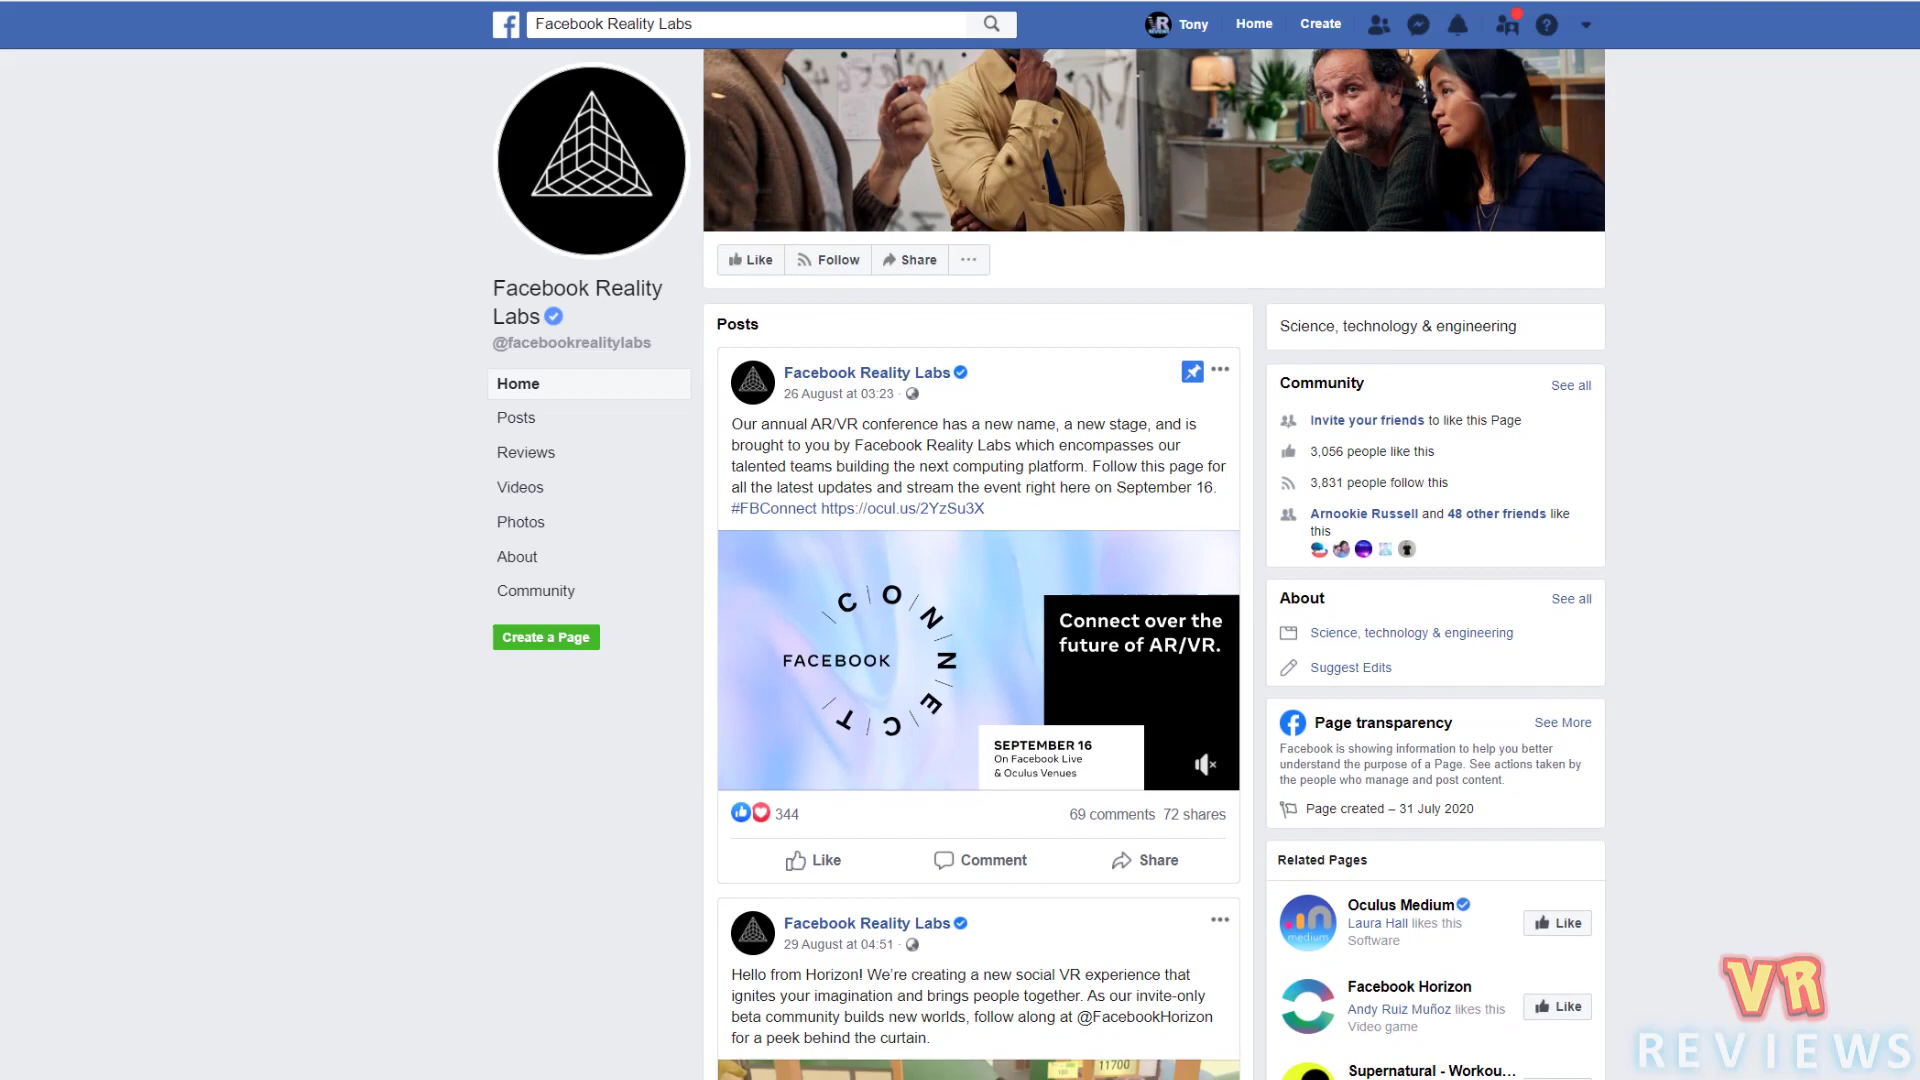 Facebook Reality Labs
Tony
Home
Create
Like
Follow
Share
Facebook Reality
Labs
@facebookrealitylabs
Home
Posts
Reviews
Videos
Photos
About
Community
Create a Page
Posts
Facebook Reality Labs
26 August at 03:23 ·
Our annual AR/VR conference has a new name, a new stage, and is
brought to you by Facebook Reality Labs which encompasses our
talented teams building the next computing platform. Follow this page for
all the latest updates and stream the event right here on September 16.
#FBConnect https://ocul.us/2YzSu3X
FACEBOOK
CONNECT
Connect over the
future of AR/VR.
SEPTEMBER 16
On Facebook Live
& Oculus Venues
344
69 comments 72 shares
Like
Comment
Share
Facebook Reality Labs
29 August at 04:51 ·
Hello from Horizon! We're creating a new social VR experience that
ignites your imagination and brings people together. As our invite-only
beta community builds new worlds, follow along at @FacebookHorizon
for a peek behind the curtain.
11700
Science, technology & engineering
Community
See all
Invite your friends to like this Page
3,056 people like this
3,831 people follow this
Arnookie Russell and 48 other friends like
this
About
See all
Science, technology & engineering
Suggest Edits
Page transparency
See More
Facebook is showing information to help you better
understand the purpose of a Page. See actions taken by
the people who manage and post content.
Page created – 31 July 2020
Related Pages
medium
Oculus Medium
Laura Hall likes this
Software
Like
Facebook Horizon
Andy Ruiz Muñoz likes this
Video game
Like
Supernatural - Workou...
VR
REVIEWS